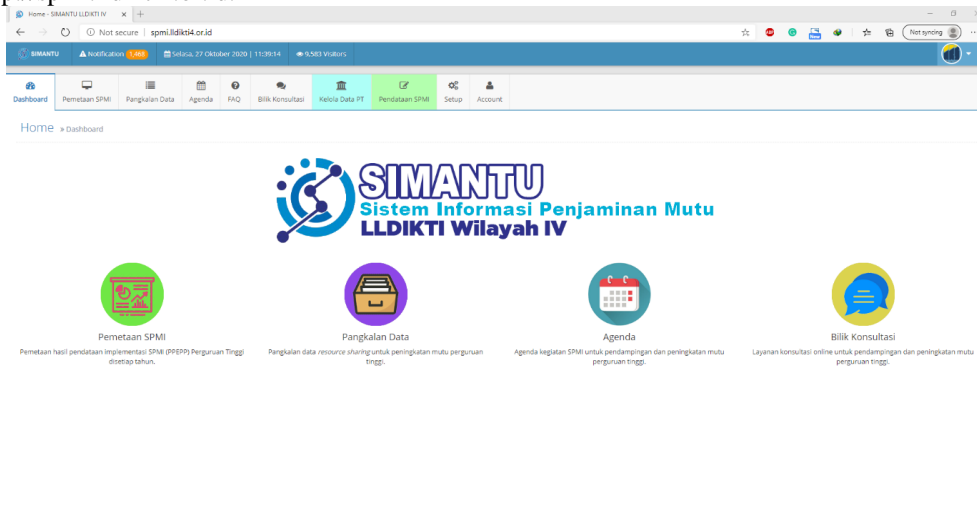 Home - SIMANTU LLDIKTI IV
Not secure | spmi.lldikti4.or.id
Not syncing
SIMANTU Notification 1,468 Selasa, 27 Oktober 2020 | 11:39:14 9,583 Visitors
Dashboard Pemetaan SPMI Pangkalan Data Agenda FAQ Bilik Konsultasi Kelola Data PT Pendataan SPMI Setup Account
Home » Dashboard
SIMANTU
Sistem Informasi Penjaminan Mutu
LLDIKTI Wilayah IV
Pemetaan SPMI
Pemetaan hasil pendataan implementasi SPMI (PPEPP) Perguruan Tinggi
disetiap tahun.
Pangkalan Data
Pangkalan data resource sharing untuk peningkatan mutu perguruan
tinggi.
Agenda
Agenda kegiatan SPMI untuk pendampingan dan peningkatan mutu
perguruan tinggi.
Bilik Konsultasi
Layanan konsultasi online untuk pendampingan dan peningkatan mutu
perguruan tinggi.